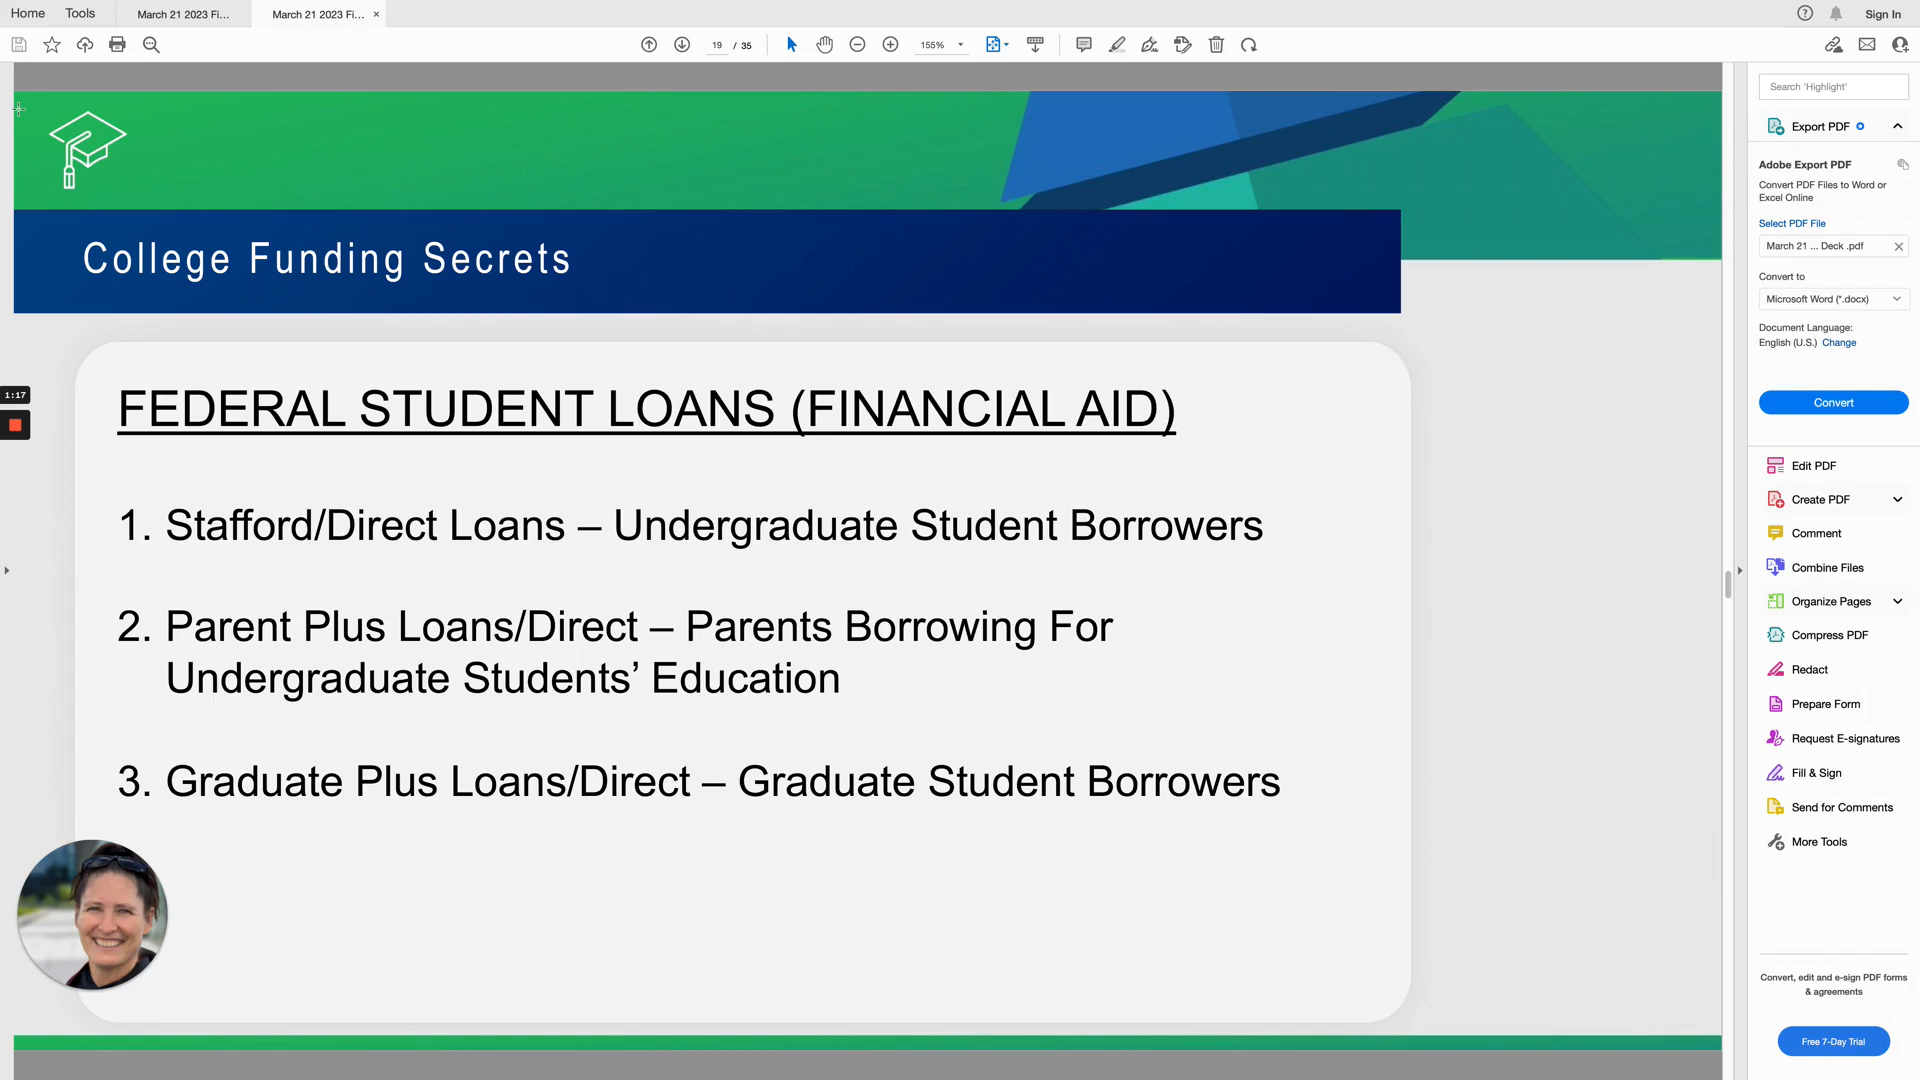 Home
Tools
March 21 2023 Fi...
March 21 2023 Fi...
Sign In
19 / 35
155%
Search 'Highlight'
Export PDF
Adobe Export PDF
Convert PDF Files to Word or
Excel Online
Select PDF File
March 21 ... Deck .pdf
Convert to
Microsoft Word (*.docx)
Document Language:
English (U.S.) Change
Convert
Edit PDF
Create PDF
Comment
Combine Files
Organize Pages
Compress PDF
Redact
Prepare Form
Request E-signatures
Fill & Sign
Send for Comments
More Tools
Convert, edit and e-sign PDF forms
& agreements
Free 7-Day Trial
1:17
College Funding Secrets
FEDERAL STUDENT LOANS (FINANCIAL AID)
1. Stafford/Direct Loans – Undergraduate Student Borrowers
2. Parent Plus Loans/Direct – Parents Borrowing For
Undergraduate Students’ Education
3. Graduate Plus Loans/Direct – Graduate Student Borrowers